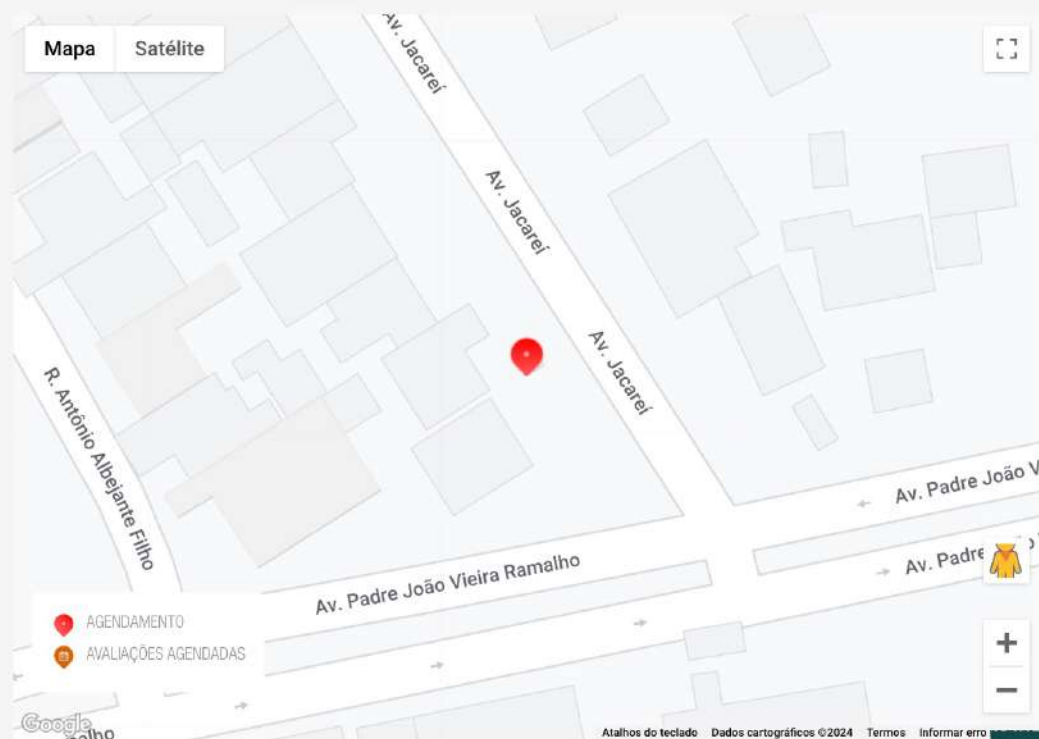 Mapa
Satélite
Av. Jacareí
Av. Jacareí
Av. Jacareí
R. Antônio Albejante Filho
Av. Padre João V
Av. Padre
Av. Padre João Vieira Ramalho
AGENDAMENTO
AVALIAÇÕES AGENDADAS
+
−
Google
alho
Atalhos do teclado
Dados cartográficos ©2024
Termos
Informar erro